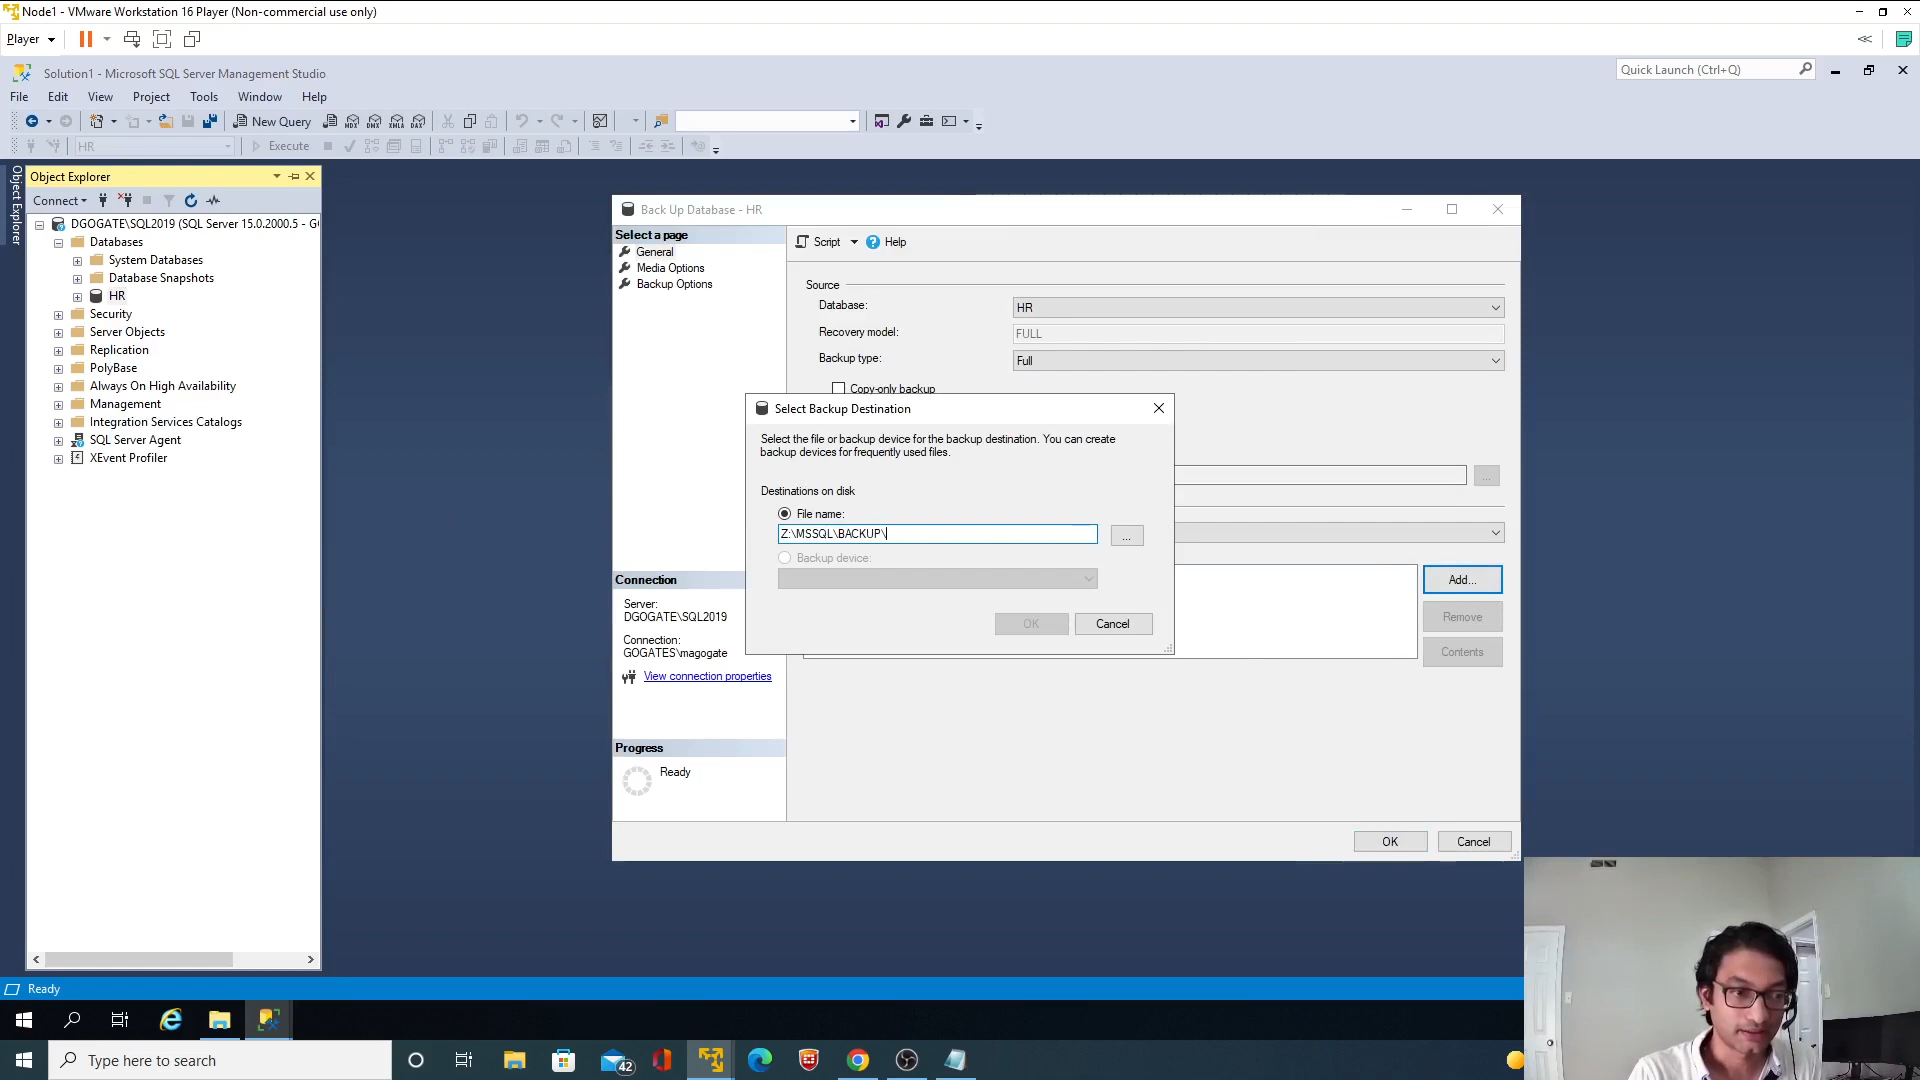 Node1 - VMware Workstation 16 Player (Non-commercial use only)
Player
Solution1 - Microsoft SQL Server Management Studio
Quick Launch (Ctrl+Q)
File Edit View Project Tools Window Help
New Query
MDX DMX XMLA DAX
HR
Execute
Object Explorer
Object Explorer
Connect
DGOGATE\SQL2019 (SQL Server 15.0.2000.5 - G
Databases
System Databases
Database Snapshots
HR
Security
Server Objects
Replication
PolyBase
Always On High Availability
Management
Integration Services Catalogs
SQL Server Agent
XEvent Profiler
Back Up Database - HR
Select a page
General
Media Options
Backup Options
Script
Help
Source
Database:
HR
Recovery model:
FULL
Backup type:
Full
Copy-only backup
Select Backup Destination
Select the file or backup device for the backup destination. You can create
backup devices for frequently used files.
Destinations on disk
File name:
Z:\MSSQL\BACKUP\
...
Backup device:
OK
Cancel
...
Add...
Remove
Contents
Connection
Server:
DGOGATE\SQL2019
Connection:
GOGATES\magogate
View connection properties
Progress
Ready
OK
Cancel
Ready
Type here to search
42